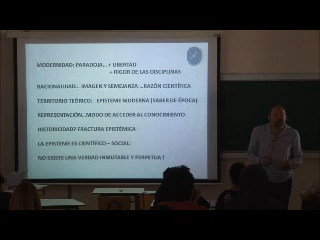 MODERNIDAD: PARADOJA... + LIBERTAD
+ RIGOR DE LAS DISCIPLINAS
RACIONALIDAD.. IMAGEN Y SEMEJANZA ...RAZÓN CIENTÍFICA
TERRITORIO TEÓRICO: EPISTEME MODERNA (SABER DE ÉPOCA)
REPRESENTACIÓN...MODO DE ACCEDER AL CONOCIMIENTO
HISTORICIDAD? FRACTURA EPISTÉMICA
LA EPISTEME ES CIENTÍFICO – SOCIAL:
NO EXISTE UNA VERDAD INMUTABLE Y PERPETUA !